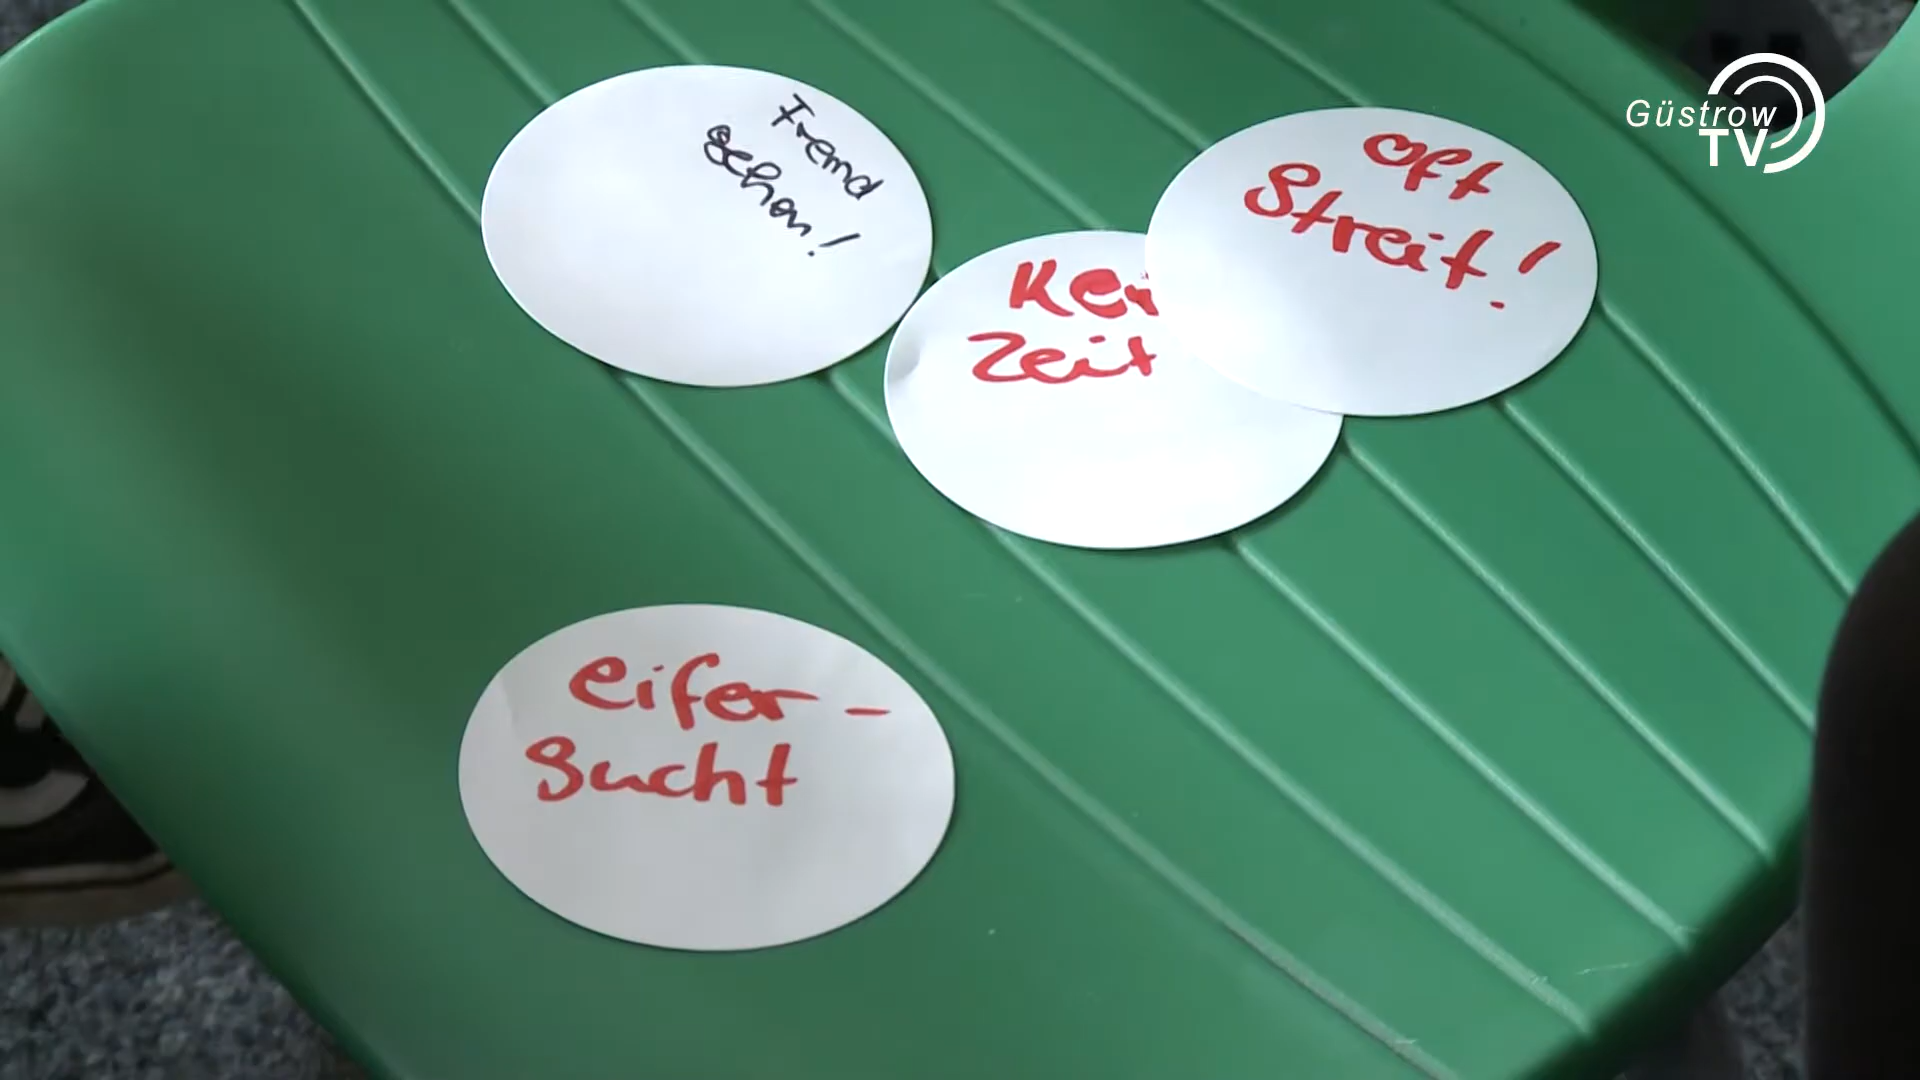 Fremd
gehen!
Kei
Zeit
oft
Streit!
eifer-
Sucht
Güstrow
TV